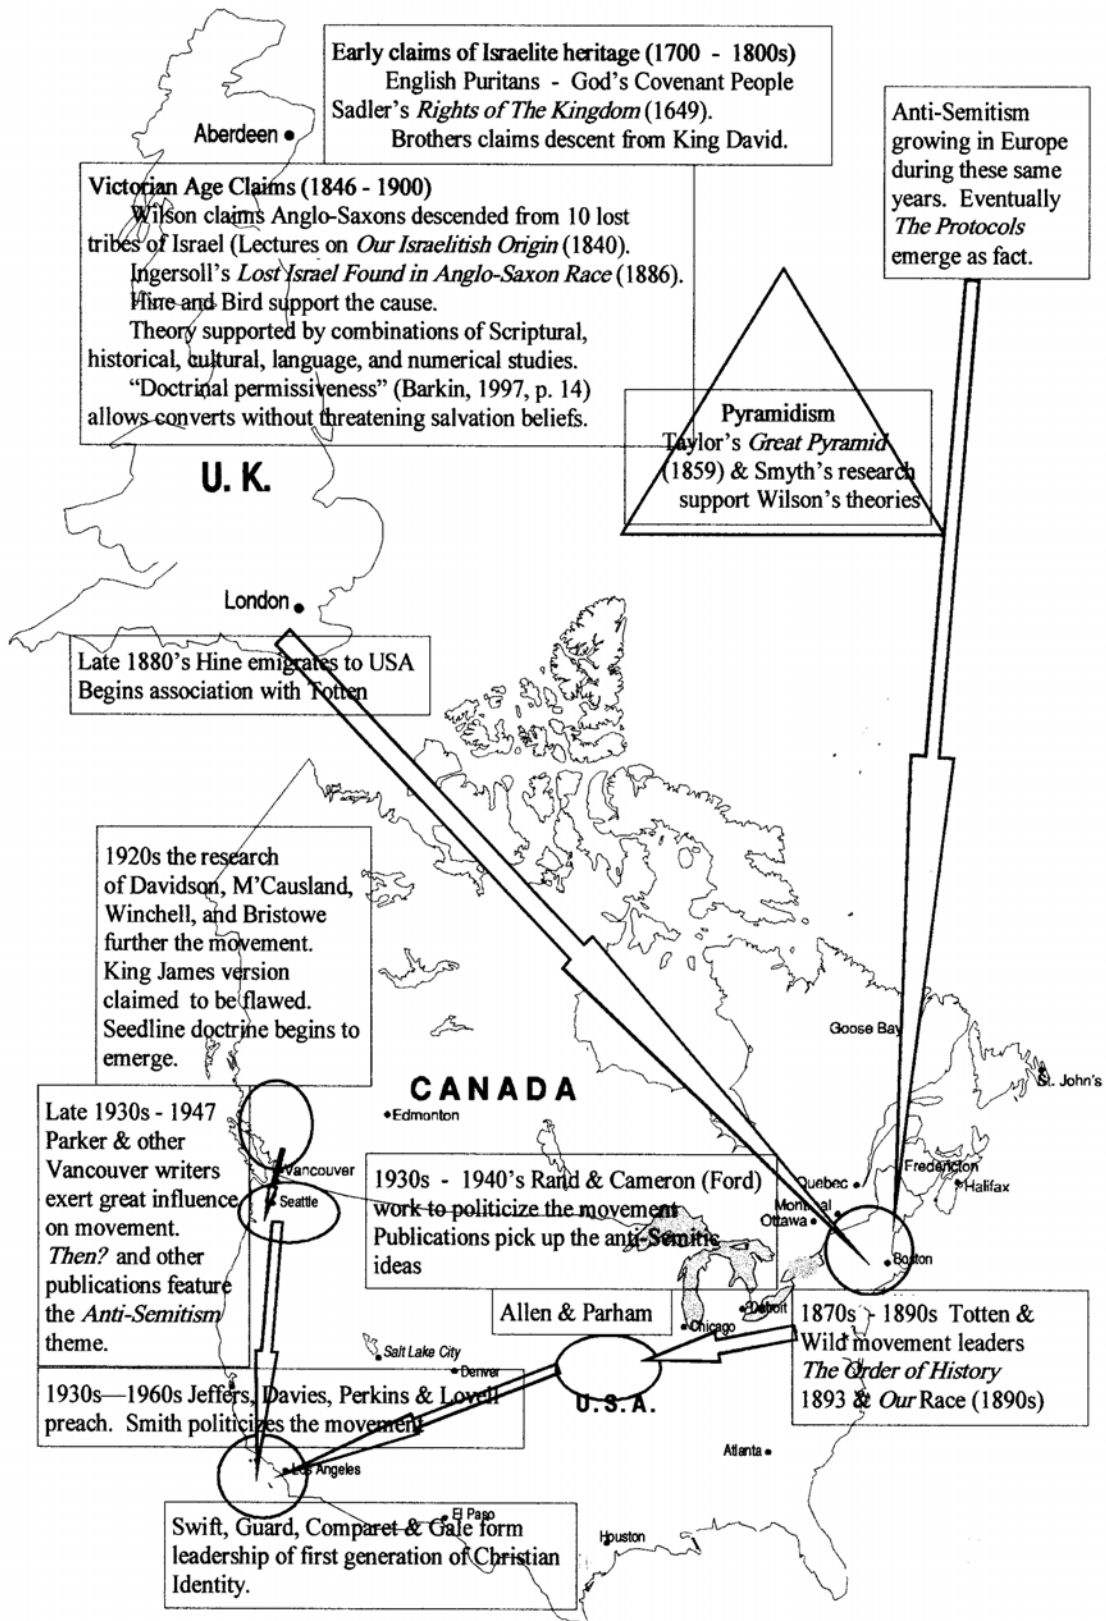 Early claims of Israelite heritage (1700 - 1800s)
English Puritans - God's Covenant People
Sadler's Rights of The Kingdom (1649).
Brothers claims descent from King David.
Aberdeen
Anti-Semitism
growing in Europe
during these same
years. Eventually
The Protocols
emerge as fact.
Victorian Age Claims (1846 - 1900)
Wilson claims Anglo-Saxons descended from 10 lost
tribes of Israel (Lectures on Our Israelitish Origin (1840).
Ingersoll's Lost Israel Found in Anglo-Saxon Race (1886).
Hine and Bird support the cause.
Theory supported by combinations of Scriptural,
historical, cultural, language, and numerical studies.
"Doctrinal permissiveness" (Barkin, 1997, p. 14)
allows converts without threatening salvation beliefs.
Pyramidism
Taylor's Great Pyramid
(1859) & Smyth's research
support Wilson's theories
U. K.
London
Late 1880's Hine emigrates to USA
Begins association with Totten
1920s the research
of Davidson, M'Causland,
Winchell, and Bristowe
further the movement.
King James version
claimed to be flawed.
Seedline doctrine begins to
emerge.
Goose Bay
St. John's
CANADA
Edmonton
Late 1930s - 1947
Parker & other
Vancouver writers
exert great influence
on movement.
Then? and other
publications feature
the Anti-Semitism
theme.
Vancouver
Seattle
1930s - 1940's Rand & Cameron (Ford)
work to politicize the movement
Publications pick up the anti-Semitic
ideas
Fredericton
Halifax
Quebec
Montreal
Ottawa
Boston
Allen & Parham
Detroit
Chicago
1870s - 1890s Totten &
Wild movement leaders
The Order of History
1893 & Our Race (1890s)
Salt Lake City
Denver
U.S.A.
1930s—1960s Jeffers, Davies, Perkins & Lovell
preach. Smith politicizes the movement
Atlanta
Los Angeles
El Paso
Houston
Swift, Guard, Comparet & Gale form
leadership of first generation of Christian
Identity.